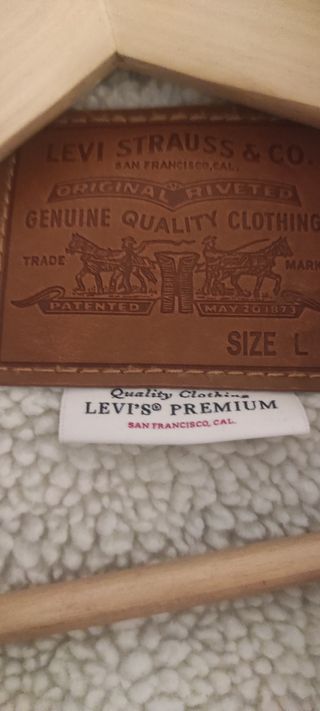 LEVI STRAUSS & CO.
SAN FRANCISCO, CAL.
ORIGINAL RIVETED
GENUINE QUALITY CLOTHING
TRADE MARK
PATENTED MAY 20 1873
SIZE L
Quality Clothing
LEVI'S® PREMIUM
SAN FRANCISCO, CAL.